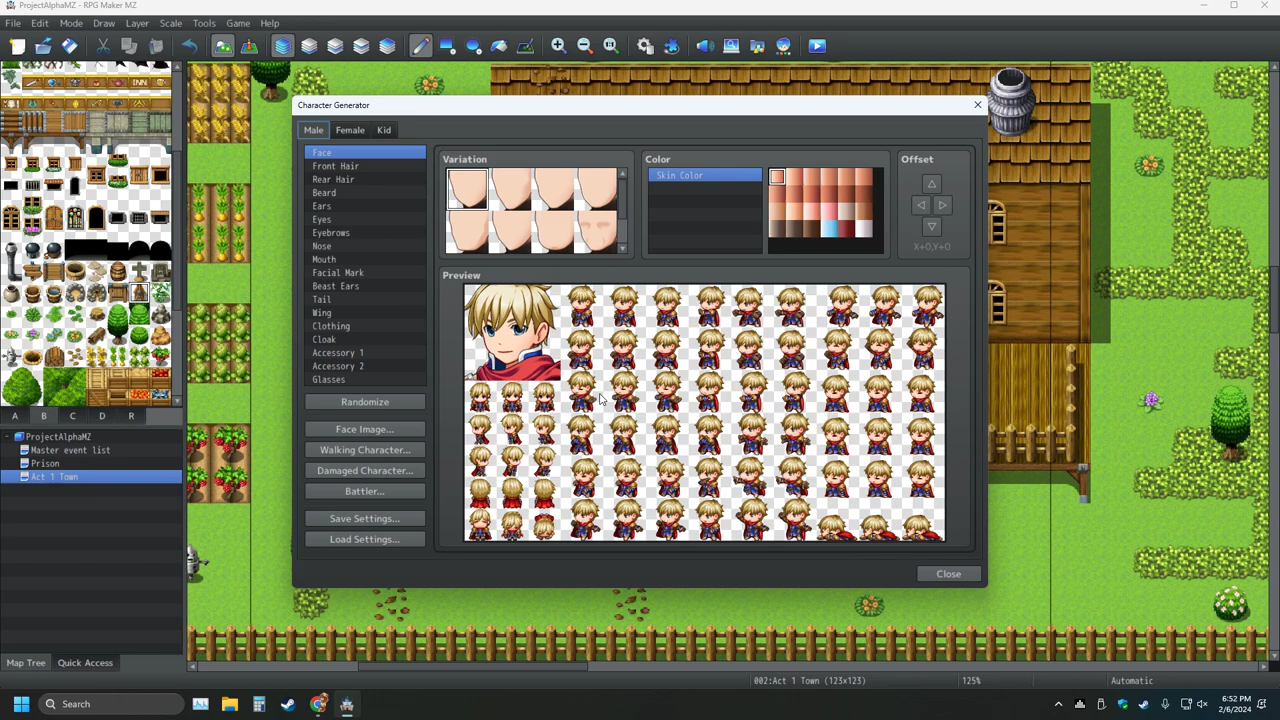 ProjectAlphaMZ - RPG Maker MZ
File Edit Mode Draw Layer Scale Tools Game Help
Character Generator
Male Female Kid
Face
Front Hair
Rear Hair
Beard
Ears
Eyes
Eyebrows
Nose
Mouth
Facial Mark
Beast Ears
Tail
Wing
Clothing
Cloak
Accessory 1
Accessory 2
Glasses
Randomize
Face Image...
Walking Character...
Damaged Character...
Battler...
Save Settings...
Load Settings...
Variation
Color
Skin Color
Offset
X+0,Y+0
Preview
Close
INN
A B C D R
ProjectAlphaMZ
Master event list
Prison
Act 1 Town
Map Tree Quick Access
002:Act 1 Town (123x123) 125% Automatic
Search
6:52 PM
2/6/2024